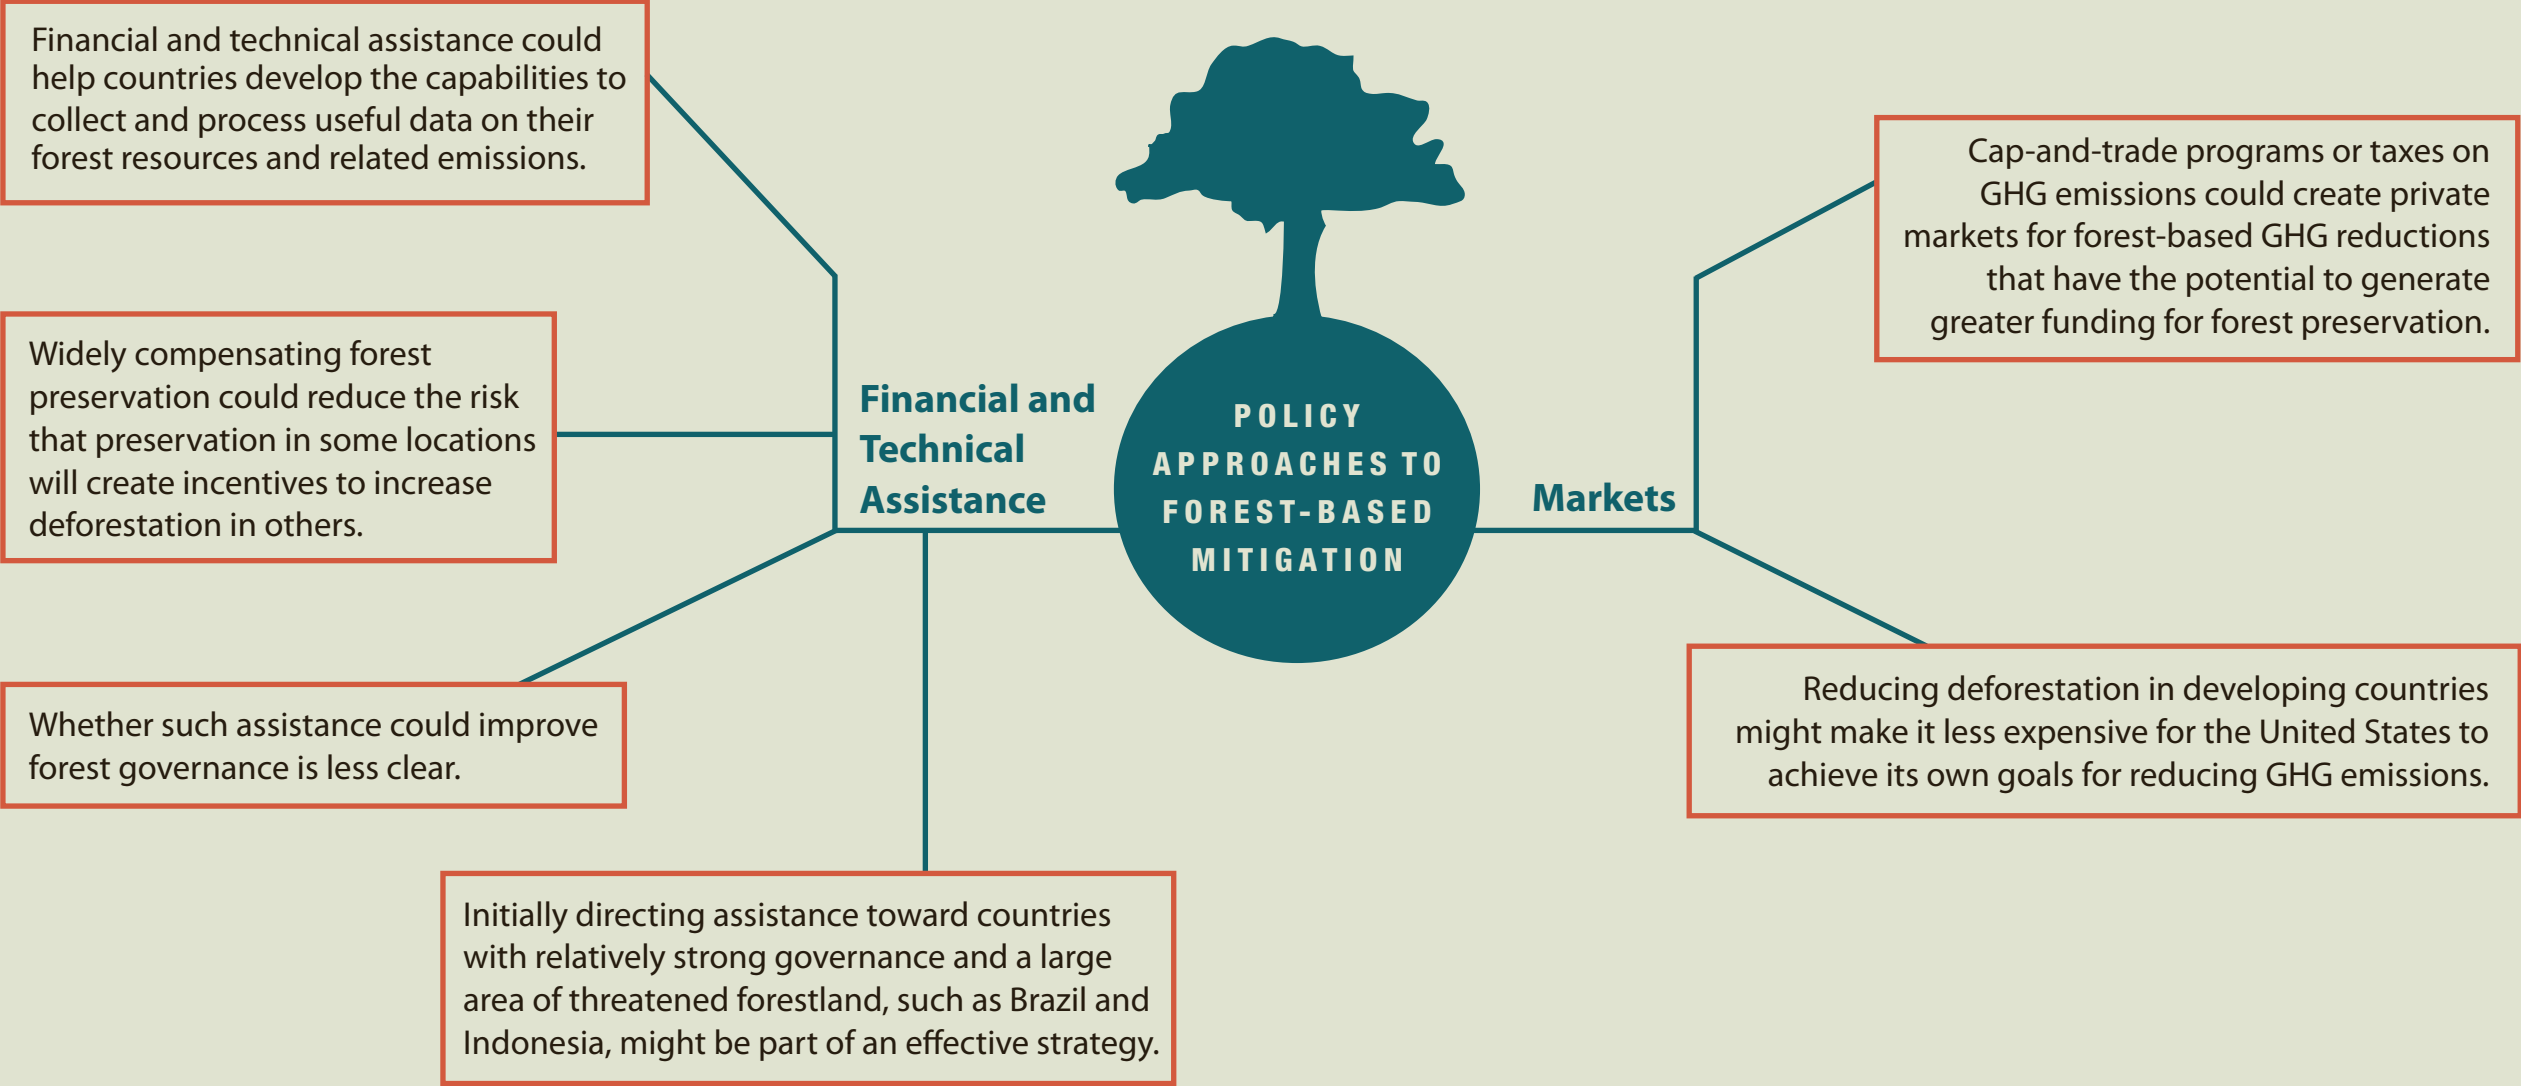 Financial and technical assistance could
help countries develop the capabilities to
collect and process useful data on their
forest resources and related emissions.
Widely compensating forest
preservation could reduce the risk
that preservation in some locations
will create incentives to increase
deforestation in others.
Whether such assistance could improve
forest governance is less clear.
Initially directing assistance toward countries
with relatively strong governance and a large
area of threatened forestland, such as Brazil and
Indonesia, might be part of an effective strategy.
Financial and
Technical
Assistance
POLICY
APPROACHES TO
FOREST-BASED
MITIGATION
Markets
Cap-and-trade programs or taxes on
GHG emissions could create private
markets for forest-based GHG reductions
that have the potential to generate
greater funding for forest preservation.
Reducing deforestation in developing countries
might make it less expensive for the United States to
achieve its own goals for reducing GHG emissions.